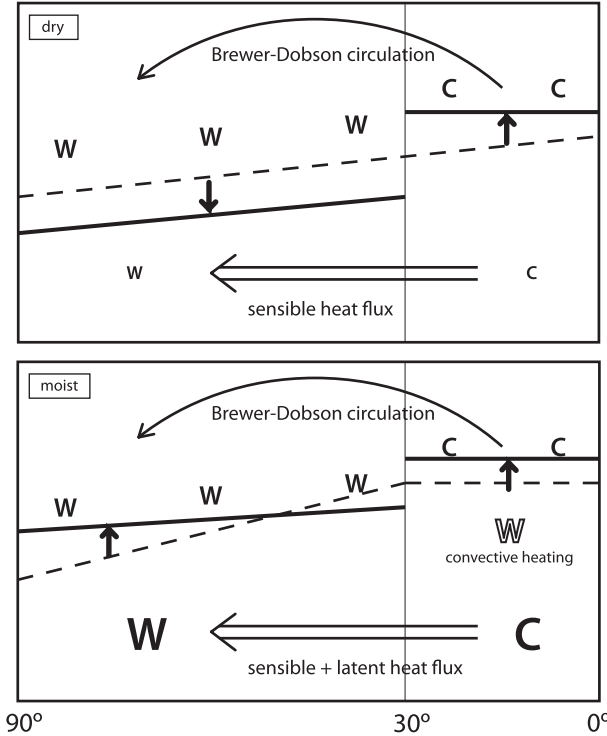 dry
Brewer-Dobson circulation
C C
W W W
W C
sensible heat flux
moist
Brewer-Dobson circulation
C C
W W W
W
convective heating
W C
sensible + latent heat flux
90º 30º 0º